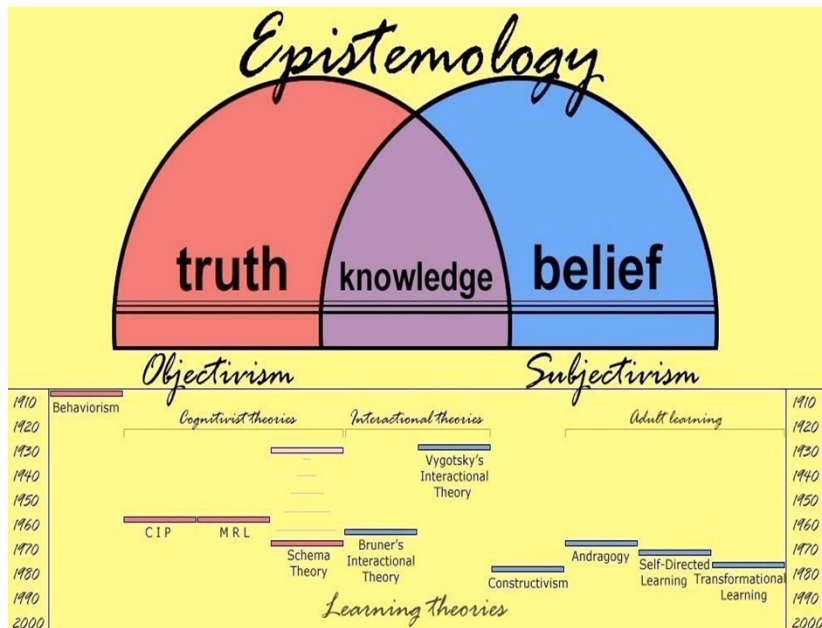 Epistemology
truth
knowledge
belief
Objectivism
Subjectivism
1910
1920
1930
1940
1950
1960
1970
1980
1990
2000
Behaviorism
Cognitivist theories
CIP
MRL
Schema
Theory
Interactional theories
Vygotsky's
Interactional
Theory
Bruner's
Interactional
Theory
Constructivism
Adult learning
Andragogy
Self-Directed
Learning
Transformational
Learning
1910
1920
1930
1940
1950
1960
1970
1980
1990
2000
Learning theories